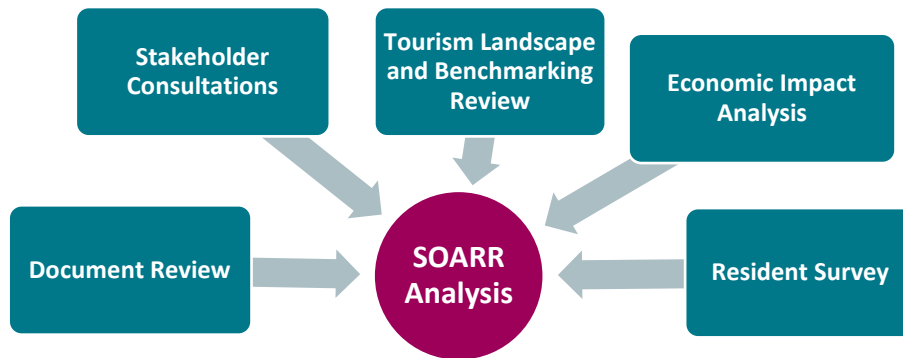 Stakeholder
Consultations
Tourism Landscape
and Benchmarking
Review
Economic Impact
Analysis
Document Review
SOARR
Analysis
Resident Survey